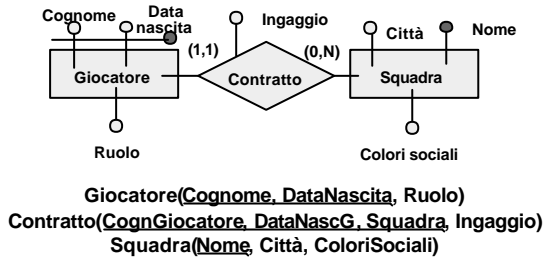 Cognome
Data
nascita
Ingaggio
Città
Nome
(1,1)
(0,N)
Giocatore
Contratto
Squadra
Ruolo
Colori sociali
Giocatore(Cognome, DataNascita, Ruolo)
Contratto(CognGiocatore, DataNascG, Squadra, Ingaggio)
Squadra(Nome, Città, ColoriSociali)